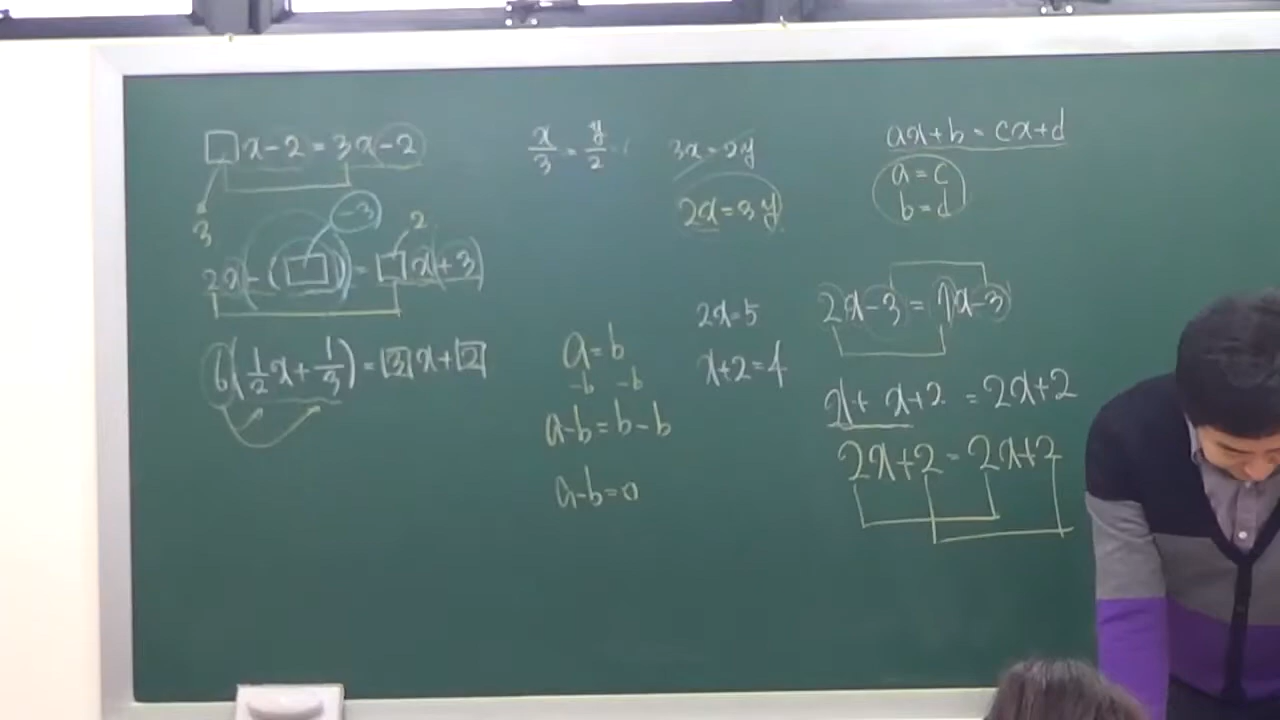 □x-2=3x-2
3
-3
2
2x-(□)=□x+3
6(1/2x+1/3)=3x+2
x/3=y/2
3x=2y
2x=3y
a=b
-b -b
a-b=b-b
a-b=0
2x=5
x+2=4
ax+b=cx+d
a=c
b=d
2x-3=1x-3
x+x+2=2x+2
2x+2=2x+2